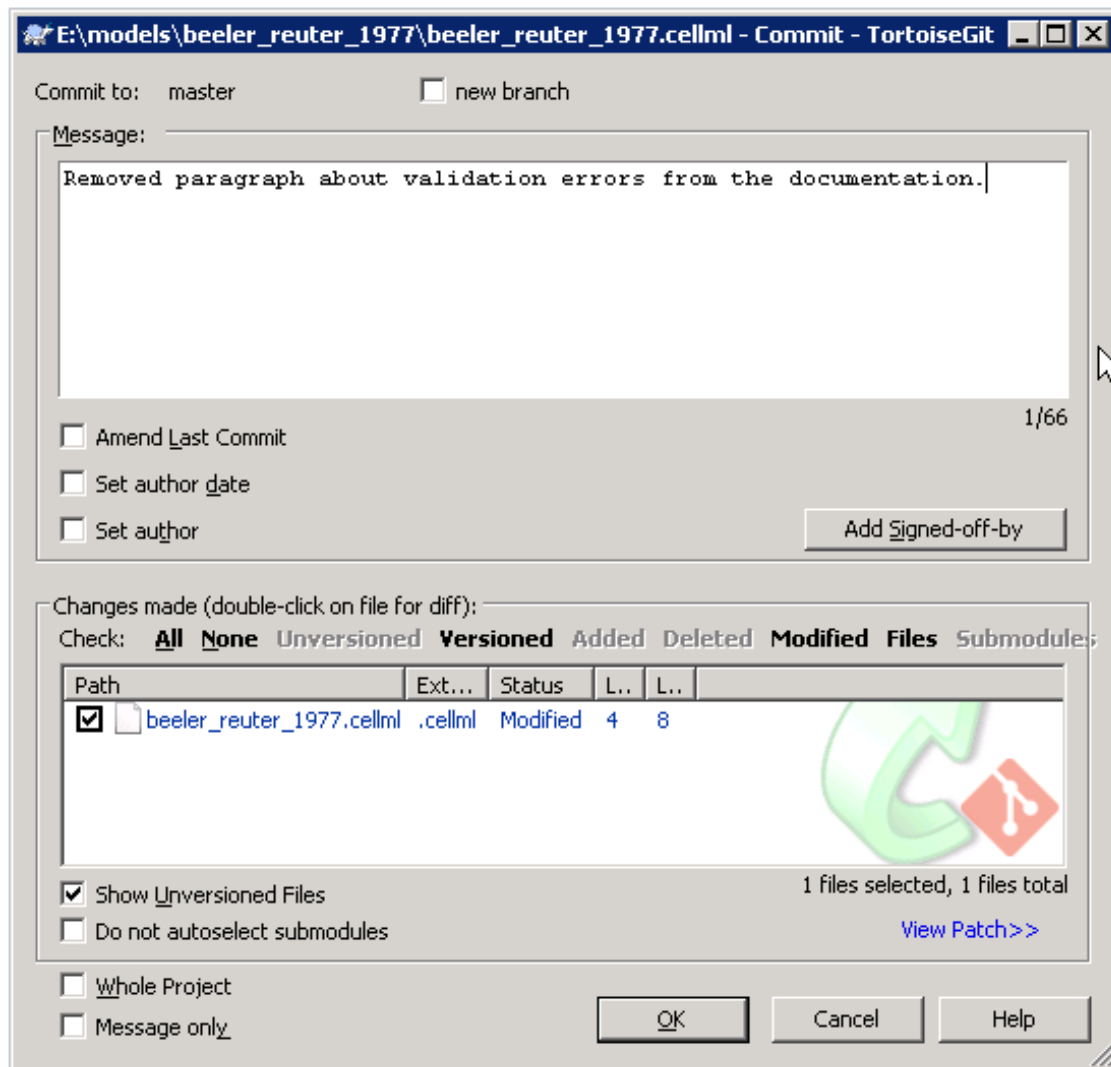 E:\models\beeler_reuter_1977\beeler_reuter_1977.cellml - Commit - TortoiseGit
Commit to: master new branch
Message:
Removed paragraph about validation errors from the documentation.
1/66
Amend Last Commit
Set author date
Set author
Add Signed-off-by
Changes made (double-click on file for diff):
Check: All None Unversioned Versioned Added Deleted Modified Files Submodules
Path Ext... Status L.. L..
beeler_reuter_1977.cellml .cellml Modified 4 8
Show Unversioned Files
1 files selected, 1 files total
Do not autoselect submodules
View Patch>>
Whole Project
Message only
OK Cancel Help